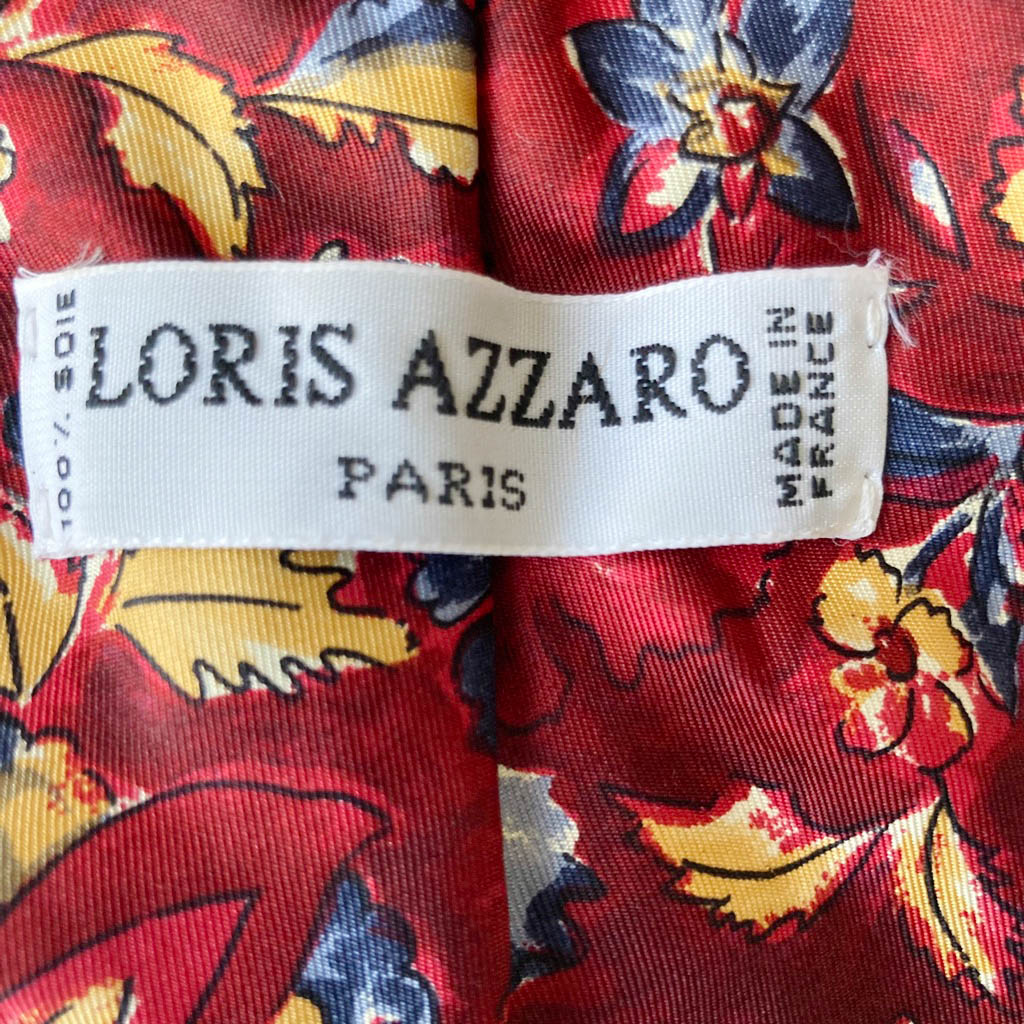 100% SOIE
LORIS AZZARO
PARIS
MADE IN
FRANCE